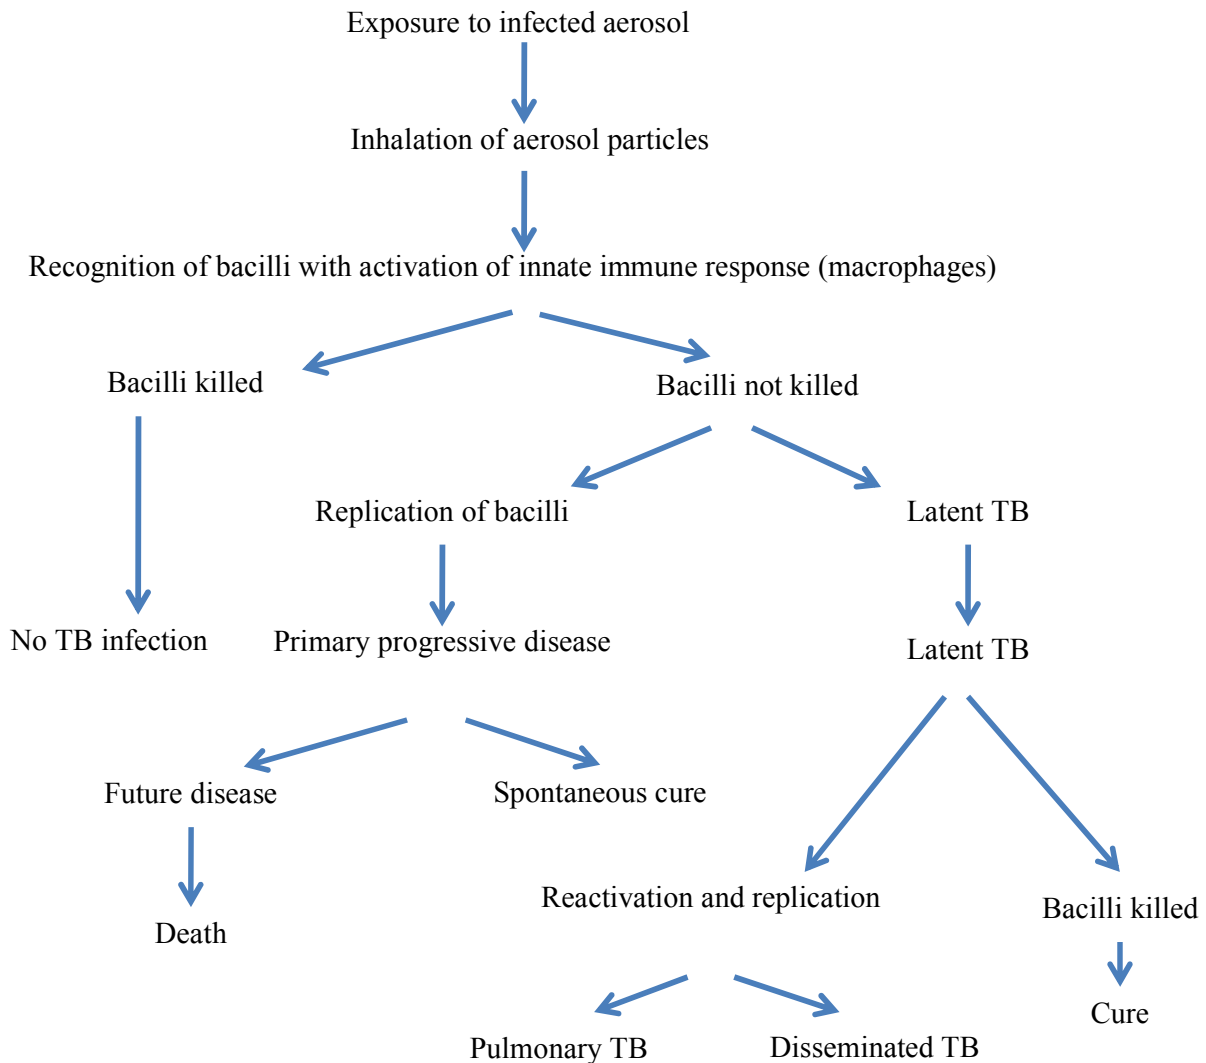 Exposure to infected aerosol
Inhalation of aerosol particles
Recognition of bacilli with activation of innate immune response (macrophages)
Bacilli killed
Bacilli not killed
Replication of bacilli
Latent TB
No TB infection
Primary progressive disease
Latent TB
Future disease
Spontaneous cure
Reactivation and replication
Bacilli killed
Death
Cure
Pulmonary TB
Disseminated TB